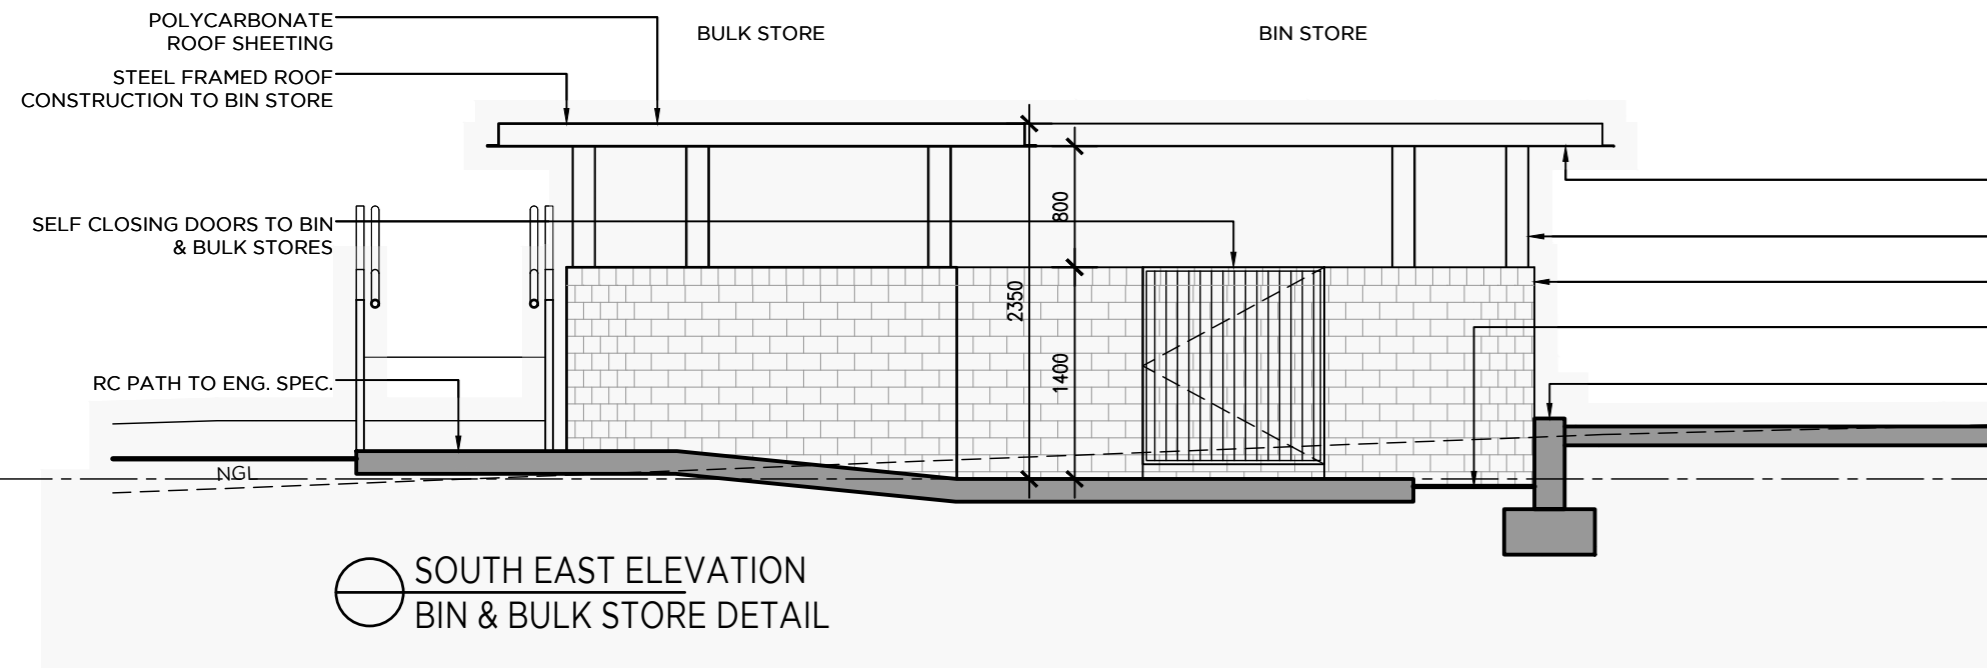 POLYCARBONATE
ROOF SHEETING
BULK STORE
BIN STORE
STEEL FRAMED ROOF
CONSTRUCTION TO BIN STORE
SELF CLOSING DOORS TO BIN
& BULK STORES
800
2350
1400
RC PATH TO ENG. SPEC.
NGL
SOUTH EAST ELEVATION
BIN & BULK STORE DETAIL